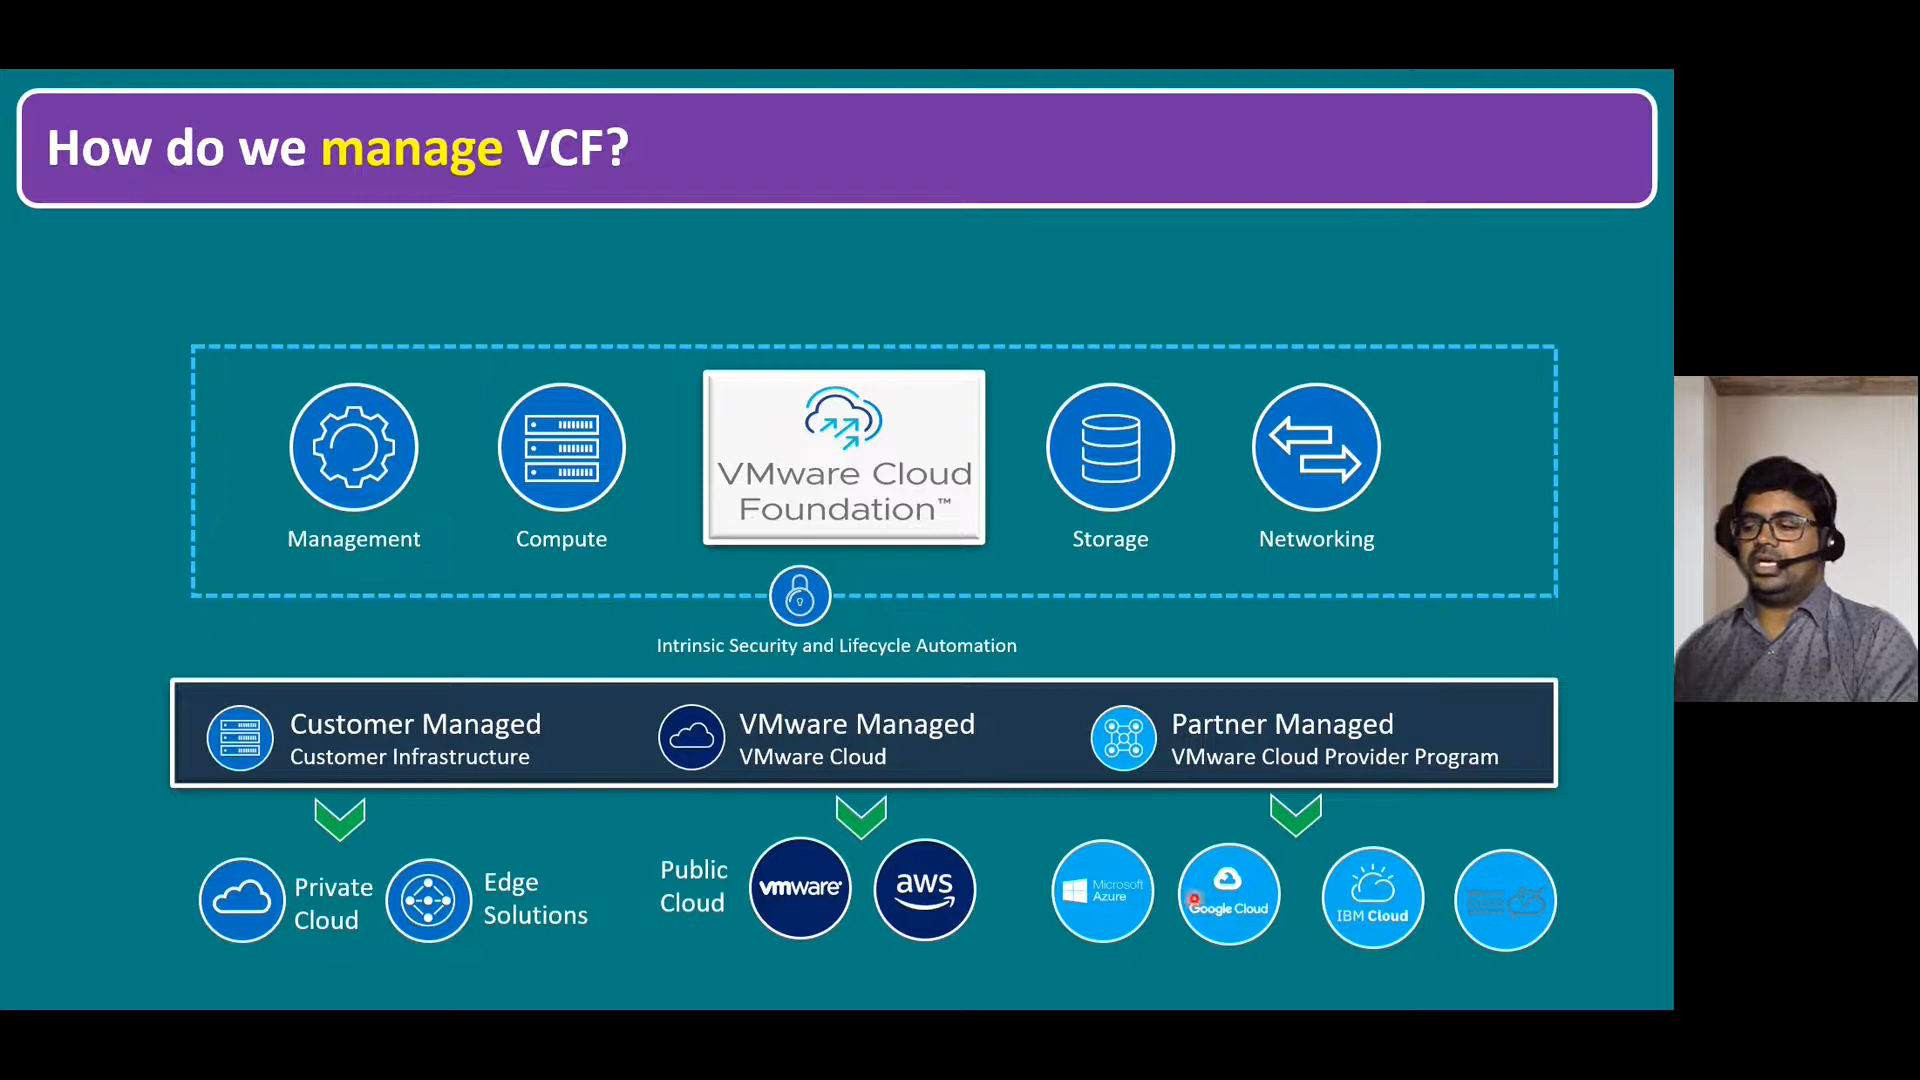 How do we manage VCF?
VMware Cloud
Foundation™
Management
Compute
Storage
Networking
Intrinsic Security and Lifecycle Automation
Customer Managed
Customer Infrastructure
VMware Managed
VMware Cloud
Partner Managed
VMware Cloud Provider Program
Private
Cloud
Edge
Solutions
Public
Cloud
vmware®
aws
Microsoft
Azure
Google Cloud
IBM Cloud